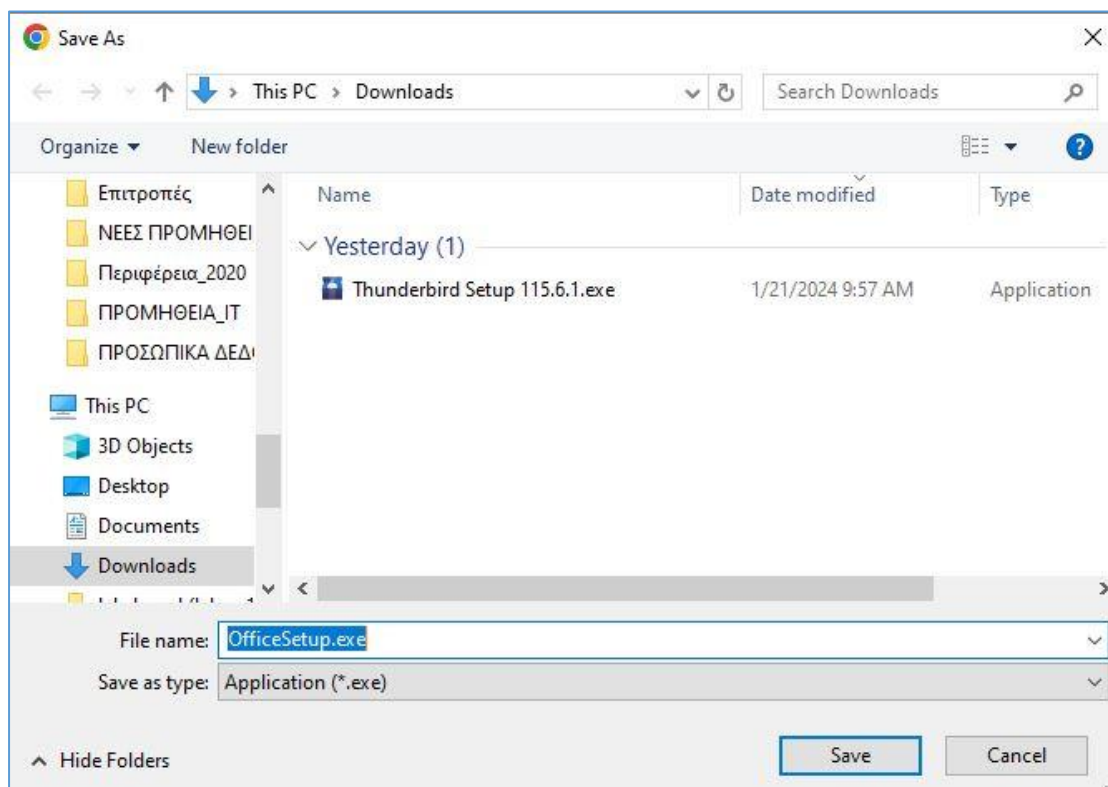 Save As
This PC > Downloads
Search Downloads
Organize
New folder
Επιτροπές
ΝΕΕΣ ΠΡΟΜΗΘΕΙ
Περιφέρεια_2020
ΠΡΟΜΗΘΕΙΑ_IT
ΠΡΟΣΩΠΙΚΑ ΔΕΔ
This PC
3D Objects
Desktop
Documents
Downloads
Name Date modified Type
Yesterday (1)
Thunderbird Setup 115.6.1.exe 1/21/2024 9:57 AM Application
File name: OfficeSetup.exe
Save as type: Application (*.exe)
Hide Folders
Save
Cancel